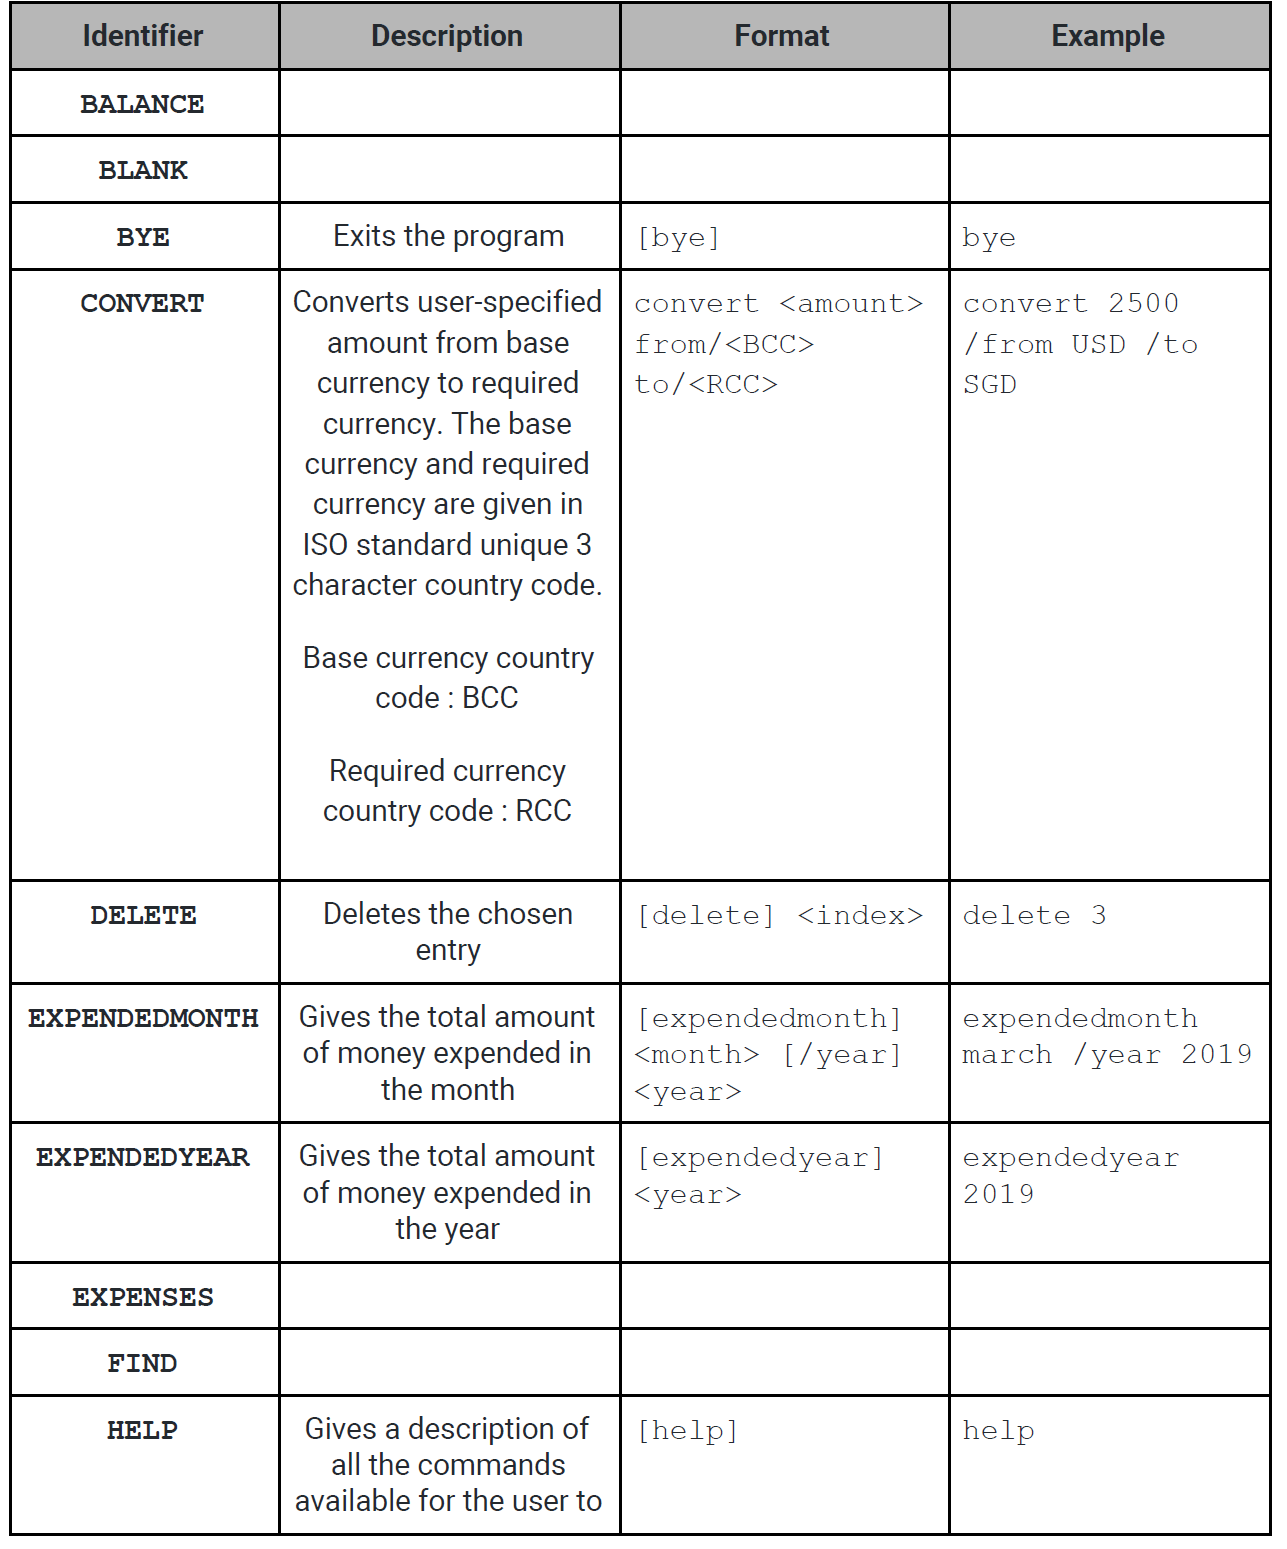 Identifier Description Format Example
BALANCE
BLANK
BYE Exits the program [bye] bye
CONVERT Converts user-specified convert <amount> convert 2500
amount from base from/<BCC> /from USD /to
currency to required to/<RCC> SGD
currency. The base
currency and required
currency are given in
ISO standard unique 3
character country code.
Base currency country
code : BCC
Required currency
country code : RCC
DELETE Deletes the chosen [delete] <index> delete 3
entry
EXPENDEDMONTH Gives the total amount [expendedmonth] expendedmonth
of money expended in <month> [/year] march /year 2019
the month <year>
EXPENDEDYEAR Gives the total amount [expendedyear] expendedyear
of money expended in <year> 2019
the year
EXPENSES
FIND
HELP Gives a description of [help] help
all the commands
available for the user to